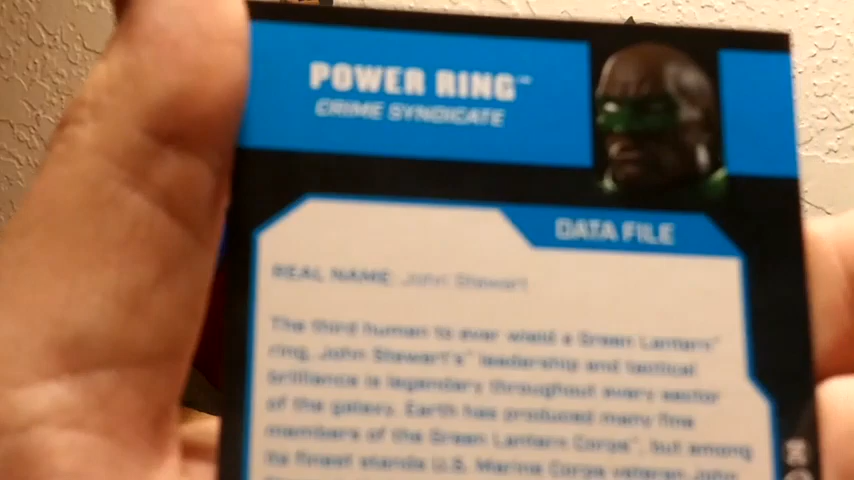 POWER RING™
CRIME SYNDICATE
DATA FILE
REAL NAME: John Stewart
The third human to ever wield a Green Lantern™
ring, John Stewart's™ leadership and tactical
brilliance is legendary throughout every sector
of the galaxy. Earth has produced many fine
members of the Green Lantern Corps™, but among
its finest stands U.S. Marine Corps veteran John